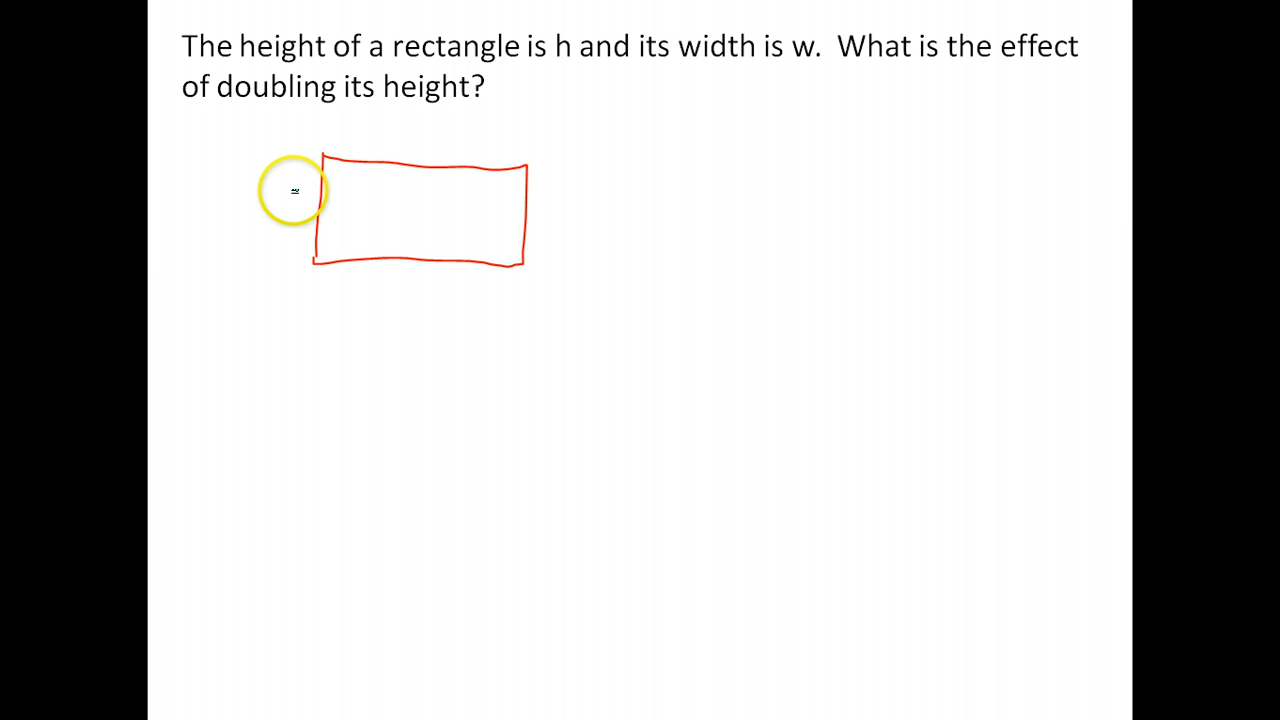 The height of a rectangle is h and its width is w.  What is the effect
of doubling its height?